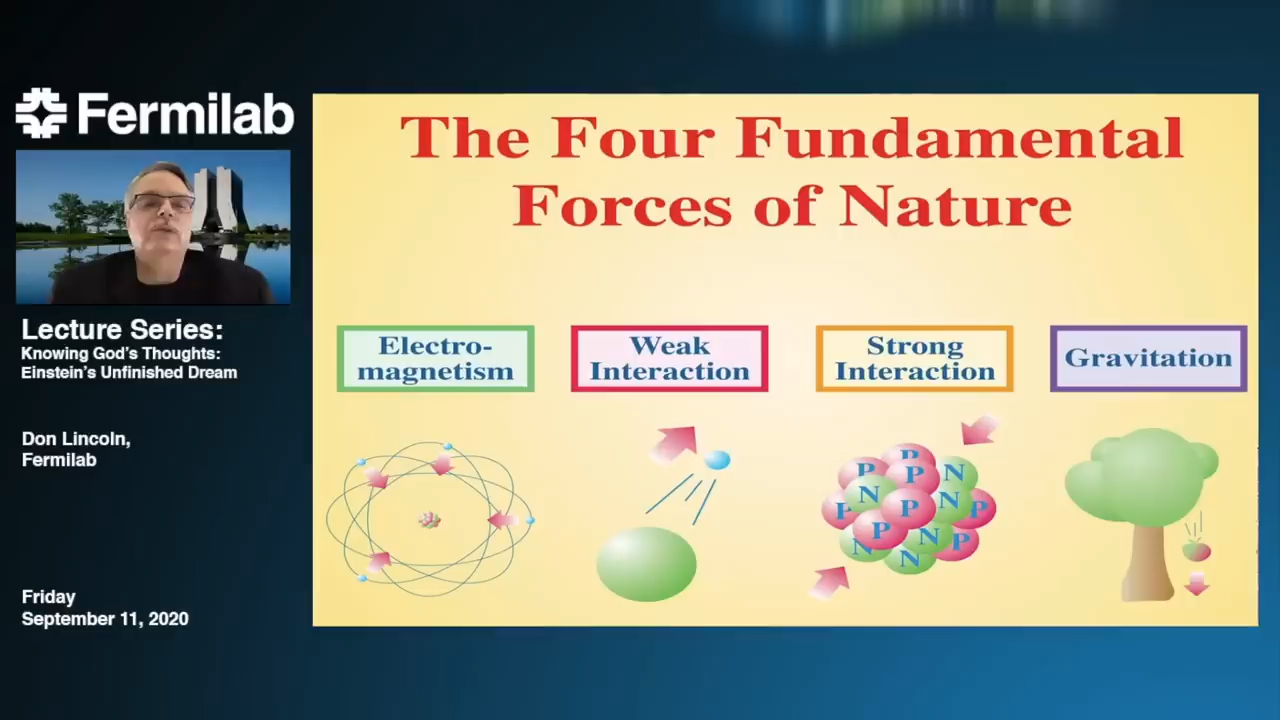 Fermilab
Lecture Series:
Knowing God's Thoughts:
Einstein's Unfinished Dream
Don Lincoln,
Fermilab
Friday
September 11, 2020
The Four Fundamental
Forces of Nature
Electro-
magnetism
Weak
Interaction
Strong
Interaction
Gravitation
P
P
P
N
N
N
P
P
P
P
N
N
P
N